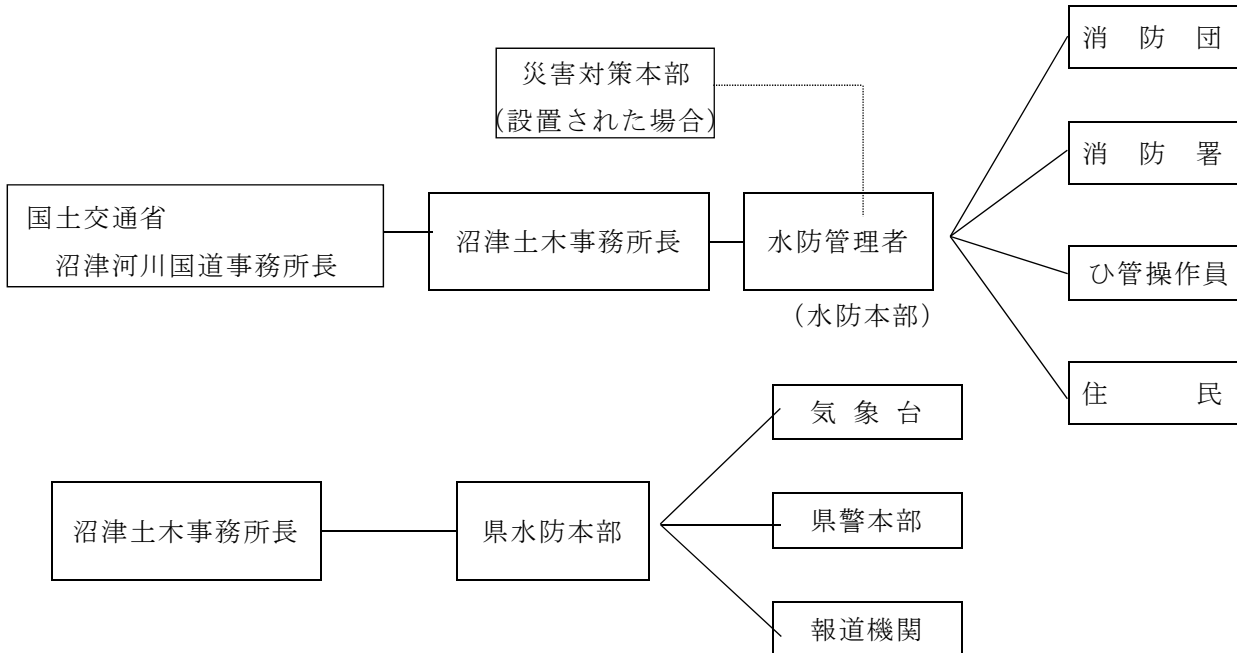 消 防 団
災害対策本部
(設置された場合)
消 防 署
国土交通省
沼津河川国道事務所長
沼津土木事務所長
水防管理者
ひ管操作員
(水防本部)
住 民
気 象 台
沼津土木事務所長
県水防本部
県警本部
報道機関